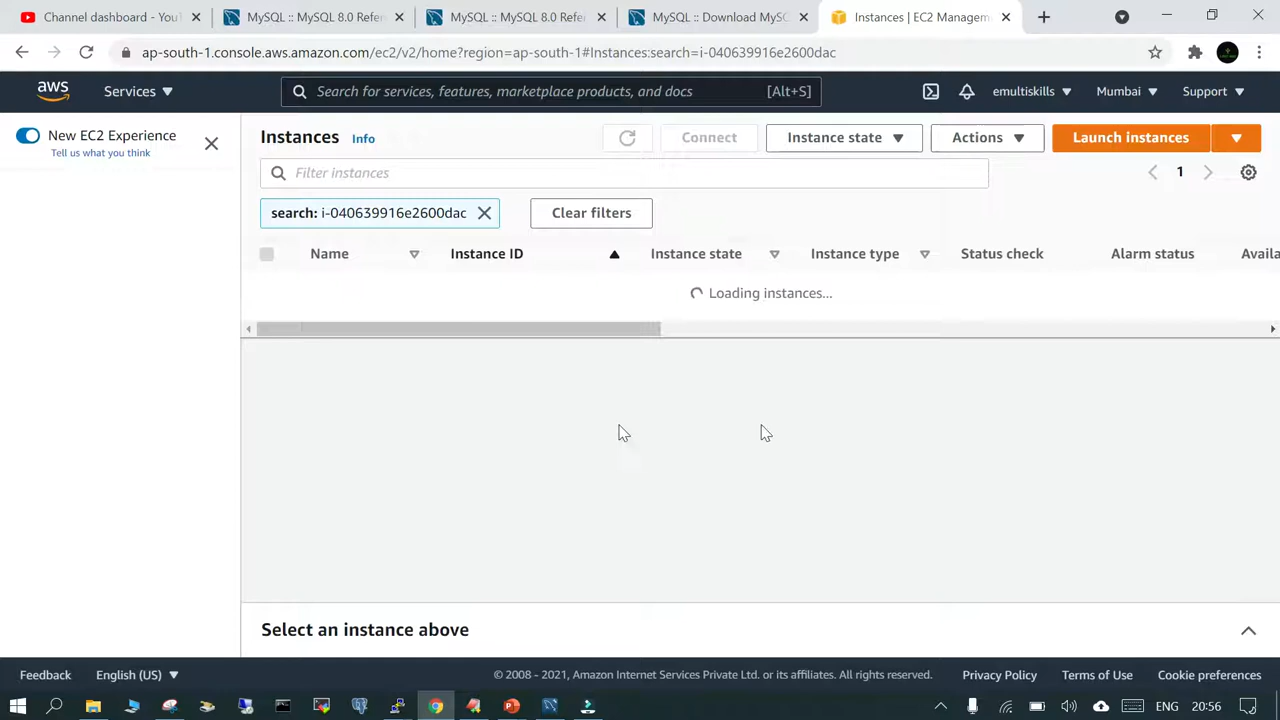 Channel dashboard - You
MySQL :: MySQL 8.0 Refer
MySQL :: MySQL 8.0 Refer
MySQL :: Download MySQ
Instances | EC2 Managem
ap-south-1.console.aws.amazon.com/ec2/v2/home?region=ap-south-1#Instances:search=i-040639916e2600dac
aws
Services
Search for services, features, marketplace products, and docs
[Alt+S]
emultiskills
Mumbai
Support
New EC2 Experience
Tell us what you think
Instances
Info
Connect
Instance state
Actions
Launch instances
Filter instances
1
search: i-040639916e2600dac
Clear filters
Name
Instance ID
Instance state
Instance type
Status check
Alarm status
Availa
Loading instances...
Select an instance above
Feedback
English (US)
© 2008 - 2021, Amazon Internet Services Private Ltd. or its affiliates. All rights reserved.
Privacy Policy
Terms of Use
Cookie preferences
ENG
20:56